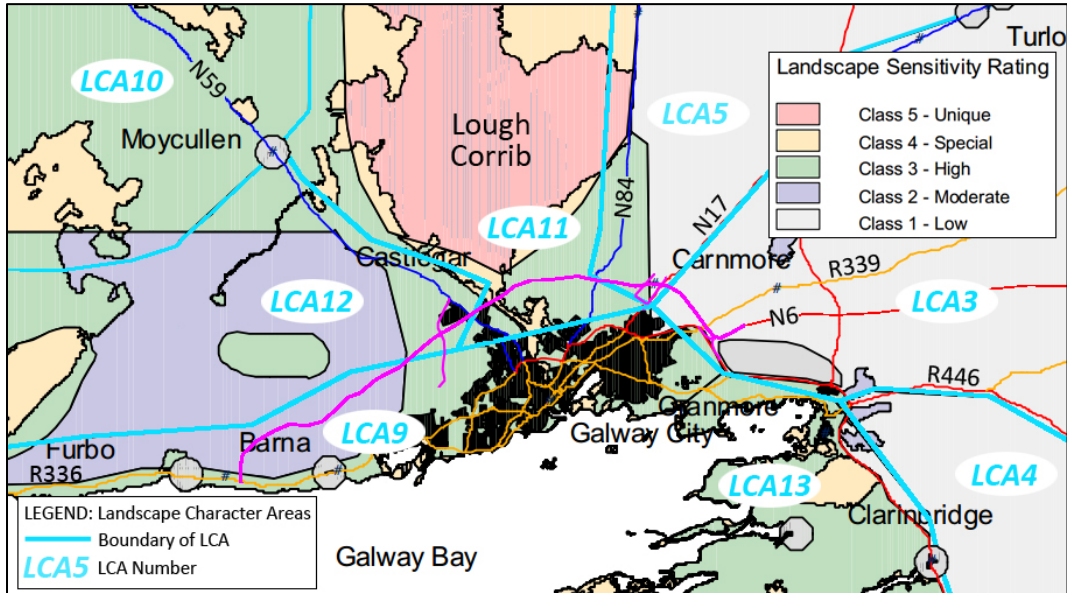 Turlo
LCA10
N59
Landscape Sensitivity Rating
Class 5 - Unique
Class 4 - Special
Class 3 - High
Class 2 - Moderate
Class 1 - Low
LCA5
Lough
Corrib
Moycullen
N84
N17
LCA11
Castlegar
Carnmore
R339
LCA12
LCA3
N6
R446
Oranmore
LCA9
Galway City
Furbo
Barna
R336
LCA13
LCA4
Clarinbridge
LEGEND: Landscape Character Areas
Boundary of LCA
LCA5 LCA Number
Galway Bay